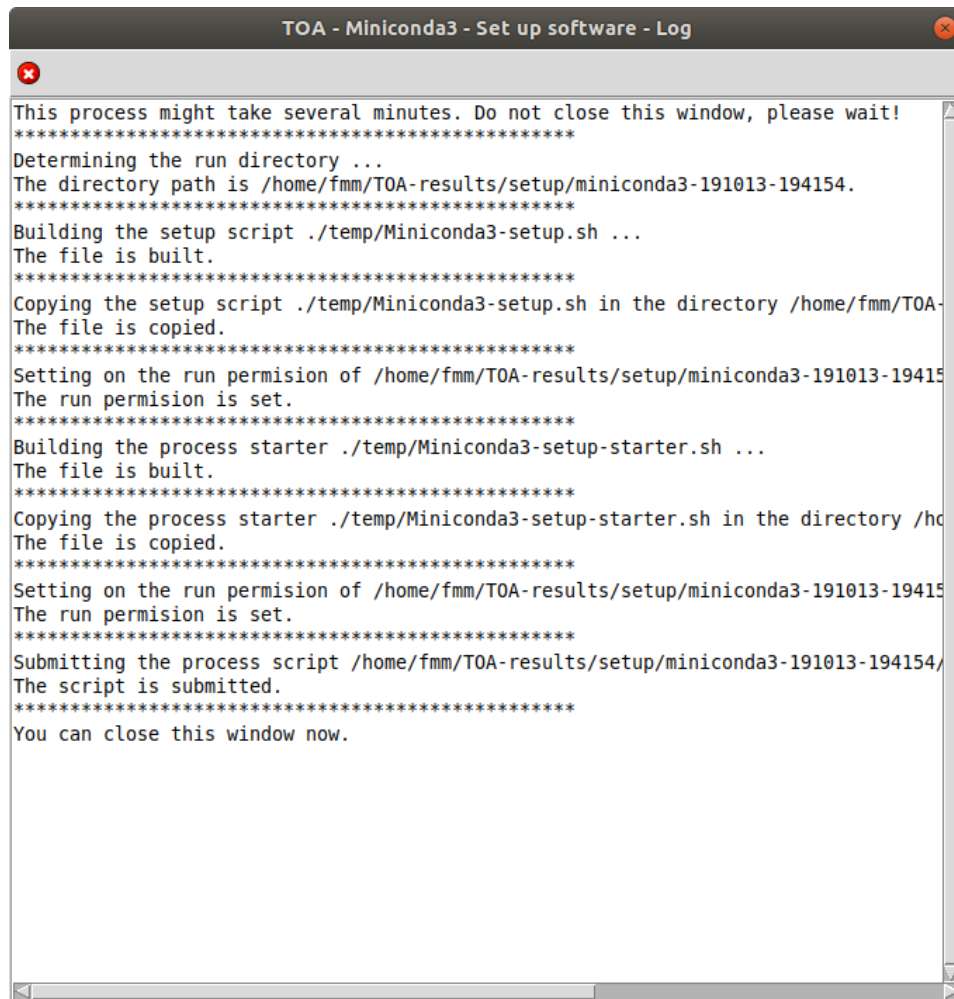 TOA - Miniconda3 - Set up software - Log
This process might take several minutes. Do not close this window, please wait!
**************************************************
Determining the run directory ...
The directory path is /home/fmm/TOA-results/setup/miniconda3-191013-194154.
**************************************************
Building the setup script ./temp/Miniconda3-setup.sh ...
The file is built.
**************************************************
Copying the setup script ./temp/Miniconda3-setup.sh in the directory /home/fmm/TOA-
The file is copied.
**************************************************
Setting on the run permision of /home/fmm/TOA-results/setup/miniconda3-191013-19415
The run permision is set.
**************************************************
Building the process starter ./temp/Miniconda3-setup-starter.sh ...
The file is built.
**************************************************
Copying the process starter ./temp/Miniconda3-setup-starter.sh in the directory /ho
The file is copied.
**************************************************
Setting on the run permision of /home/fmm/TOA-results/setup/miniconda3-191013-19415
The run permision is set.
**************************************************
Submitting the process script /home/fmm/TOA-results/setup/miniconda3-191013-194154/
The script is submitted.
**************************************************
You can close this window now.